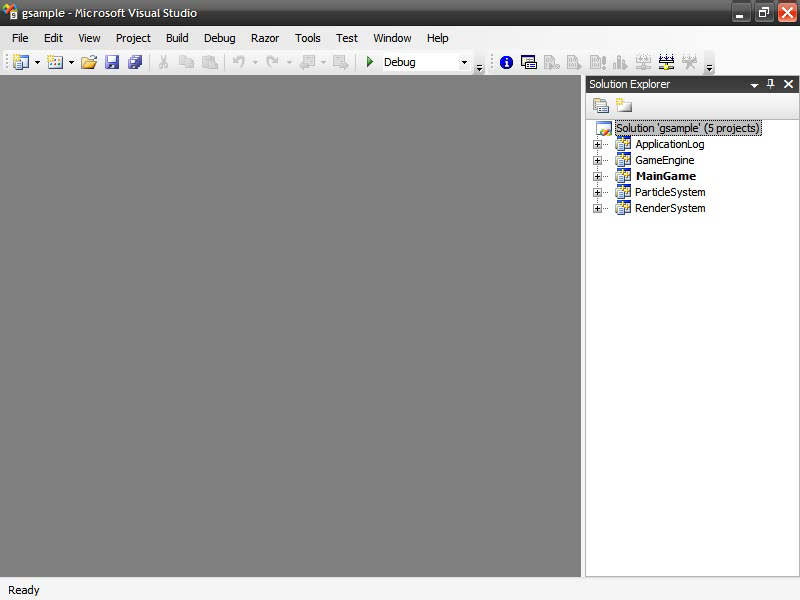 gsample - Microsoft Visual Studio
File Edit View Project Build Debug Razor Tools Test Window Help
Debug
Solution Explorer
Solution 'gsample' (5 projects)
ApplicationLog
GameEngine
MainGame
ParticleSystem
RenderSystem
Ready